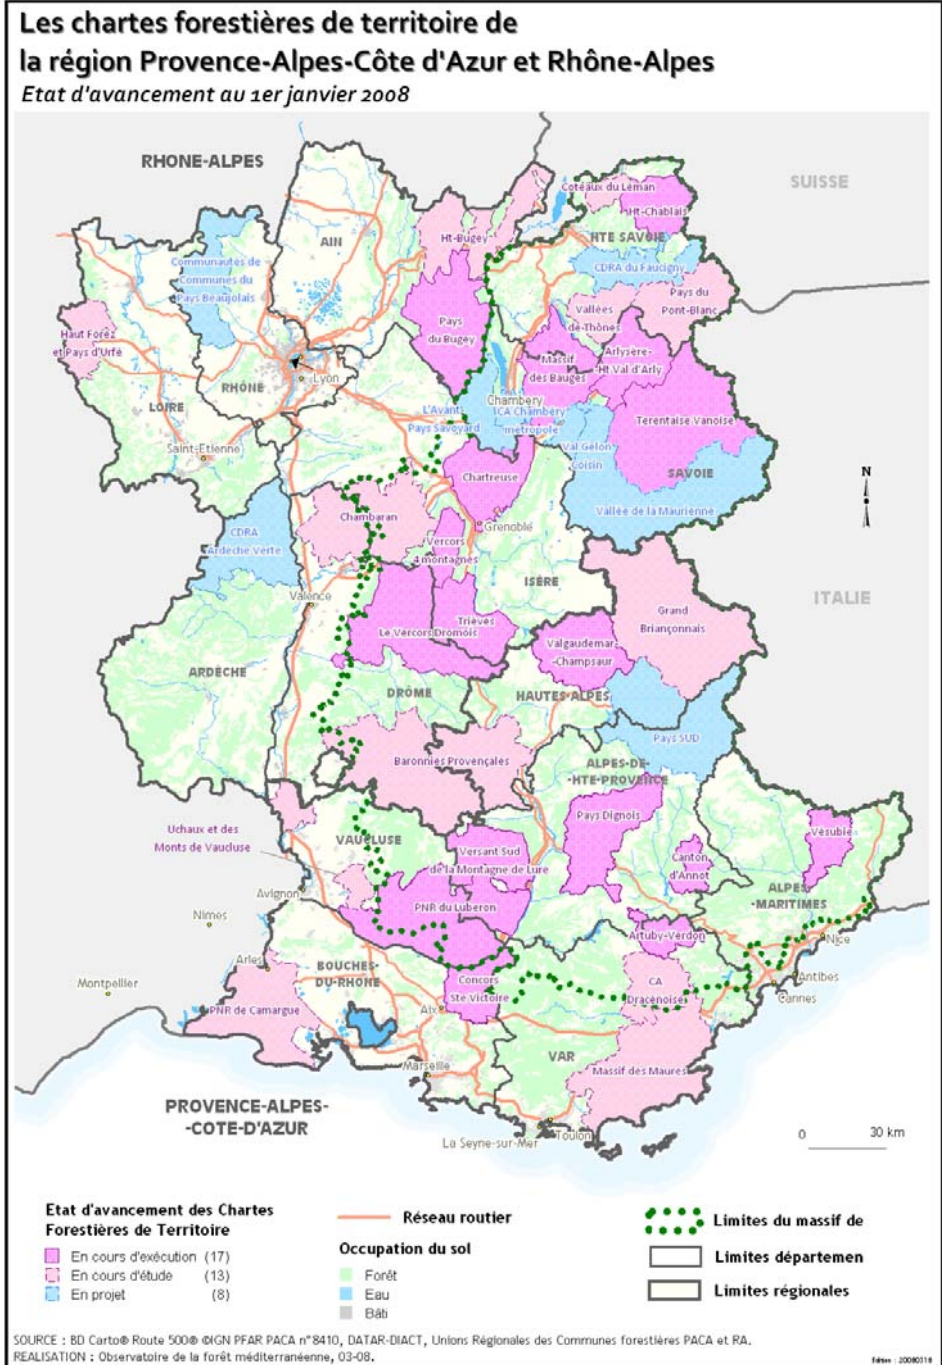 Les chartes forestières de territoire de
la région Provence-Alpes-Côte d'Azur et Rhône-Alpes
Etat d'avancement au 1er janvier 2008
RHONE-ALPES
SUISSE
Coteaux du Léman
Ht-Chablais
AIN
Ht-Bugey
HTE SAVOIE
Communautés de
Communes du
Pays Beaujolais
CDRA du Faucigny
Pays du
Pont-Blanc
Vallées
de-Thônes
Haut Forez
et Pays d'Urfé
Pays
du Bugey
Massif
des Bauges
Arlysère-
-Ht Val d'Arly
Lyon
RHÔNE
LOIRE
Chambery
L'Avant
Pays Savoyard
CA Chambery
métropole
Terentaise Vanoise
Saint-Etienne
Val Gelon
Coisin
SAVOIE
Chartreuse
Vallée de la Maurienne
N
Chambaran
Grenoble
CDRA
Ardèche Verte
Vercors
4 montagnes
ISÈRE
ITALIE
Valence
Grand
Briançonnais
Trièves
Le Vercors Dromois
Valgaudemar
-Champsaur
ARDÈCHE
DRÔME
HAUTES ALPES
Pays SUD
Baronnies Provençales
ALPES-DE-
-HTE-PROVENCE
Pays Dignois
Uchaux et des
Monts de Vaucluse
VAUCLUSE
Vésubie
Versant Sud
de la Montagne de Lure
Canton
d'Annot
ALPES
-MARITIMES
Avignon
PNR du Luberon
Nimes
Artuby-Verdon
Nice
Arles
BOUCHES-
DU-RHONE
Antibes
Montpellier
Concors
Ste Victoire
CA
Dracénoise
Cannes
PNR de Camargue
Aix
VAR
Marseille
Massif des Maures
PROVENCE-ALPES-
-COTE-D'AZUR
La Seyne-sur-Mer
Toulon
0 30 km
Etat d'avancement des Chartes
Forestières de Territoire
En cours d'exécution (17)
En cours d'étude (13)
En projet (8)
Réseau routier
Occupation du sol
Forêt
Eau
Bâti
Limites du massif de
Limites départemen
Limites régionales
SOURCE : BD Carto® Route 500® ©IGN PFAR PACA n°8410, DATAR-DIACT, Unions Régionales des Communes forestières PACA et RA.
REALISATION : Observatoire de la forêt méditerranéenne, 03-08.
Edition : 20080318